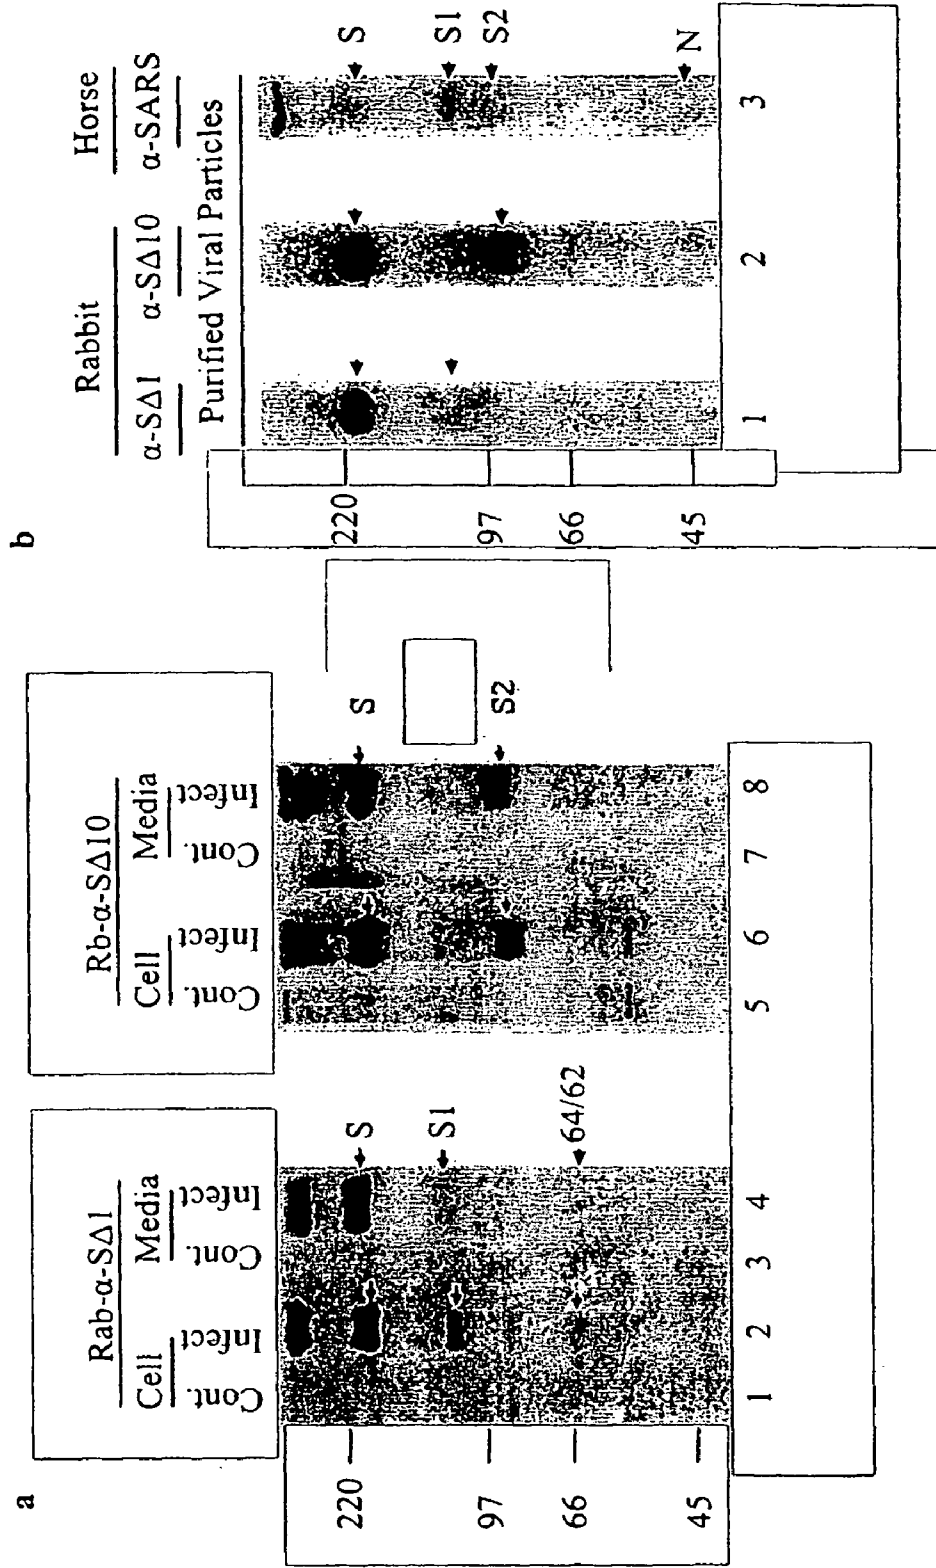 a
Rab-α-SΔ1
Rb-α-SΔ10
Cell Media
Cell Media
Cont. Infect Cont. Infect
Cont. Infect Cont. Infect
220
97
66
45
S
S1
64/62
S
S2
1 2 3 4
5 6 7 8
b
Rabbit Horse
α-SΔ1 α-SΔ10 α-SARS
Purified Viral Particles
220
97
66
45
S
S1
S2
N
1 2 3